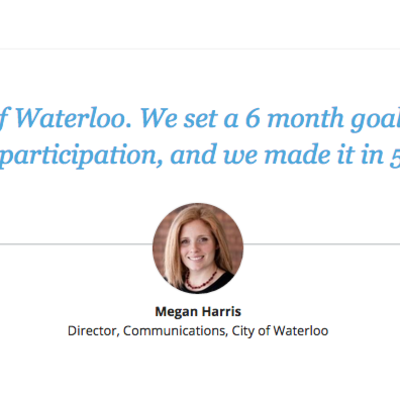 f Waterloo. We set a 6 month goal
participation, and we made it in 5
Megan Harris
Director, Communications, City of Waterloo